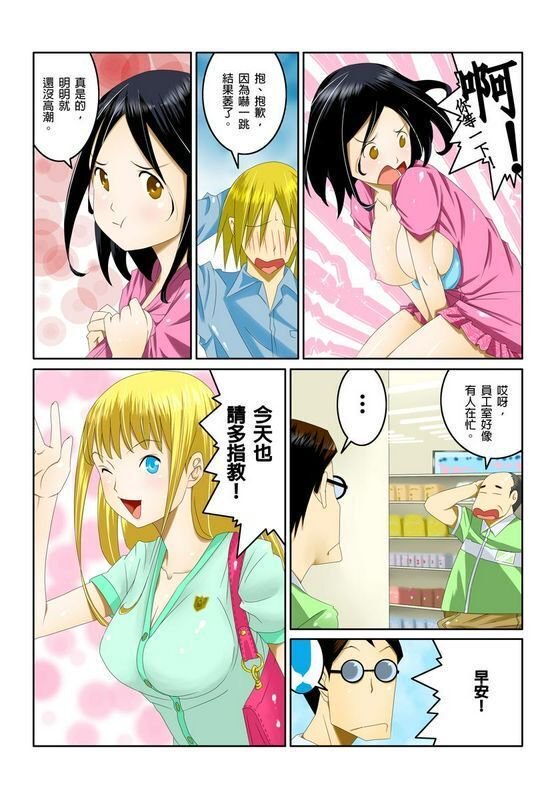 啊！
你等一下！
抱、抱歉，
因為嚇一跳
結果萎了。
真是的，
明明就
還沒高潮。
哎呀，
員工室好像
有人在忙。
…
早安！
今天也
請多指教！